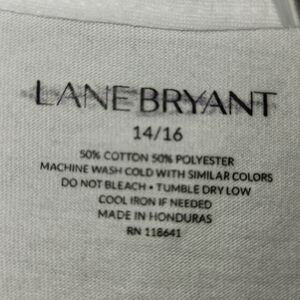 LANE BRYANT
14/16
50% COTTON 50% POLYESTER
MACHINE WASH COLD WITH SIMILAR COLORS
DO NOT BLEACH • TUMBLE DRY LOW
COOL IRON IF NEEDED
MADE IN HONDURAS
RN 118641